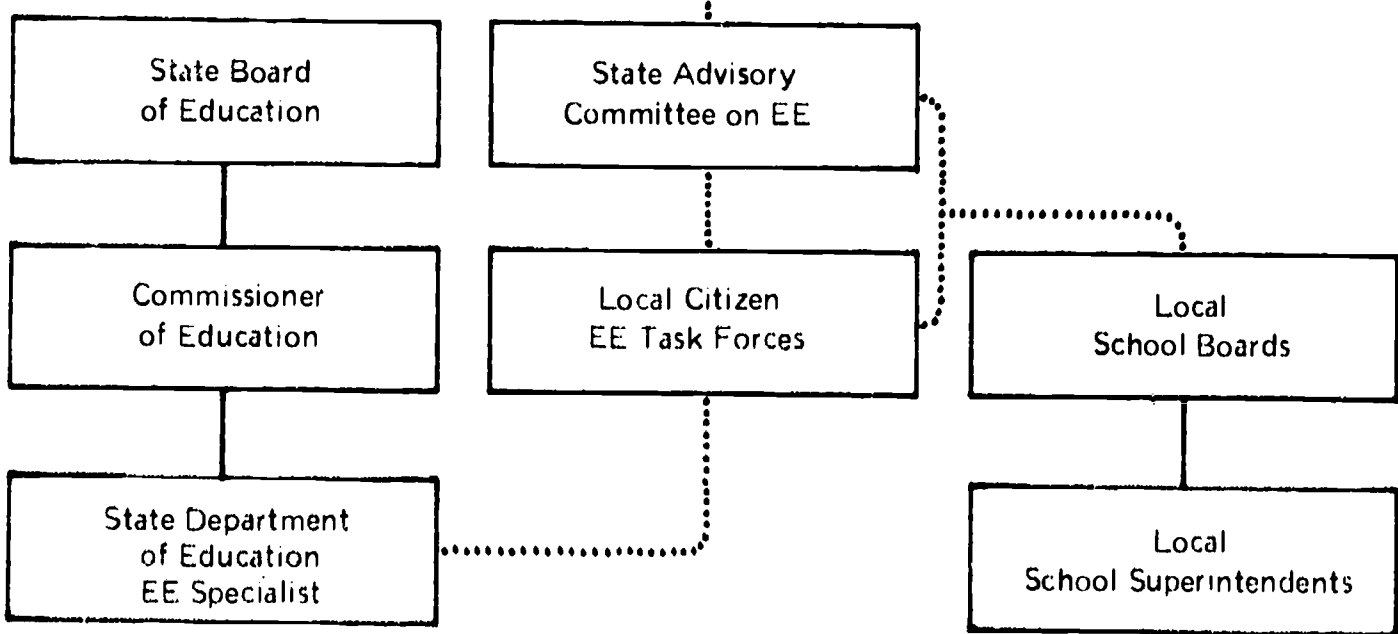 State Board
of Education
State Advisory
Committee on EE
Commissioner
of Education
Local Citizen
EE Task Forces
Local
School Boards
State Department
of Education
EE Specialist
Local
School Superintendents